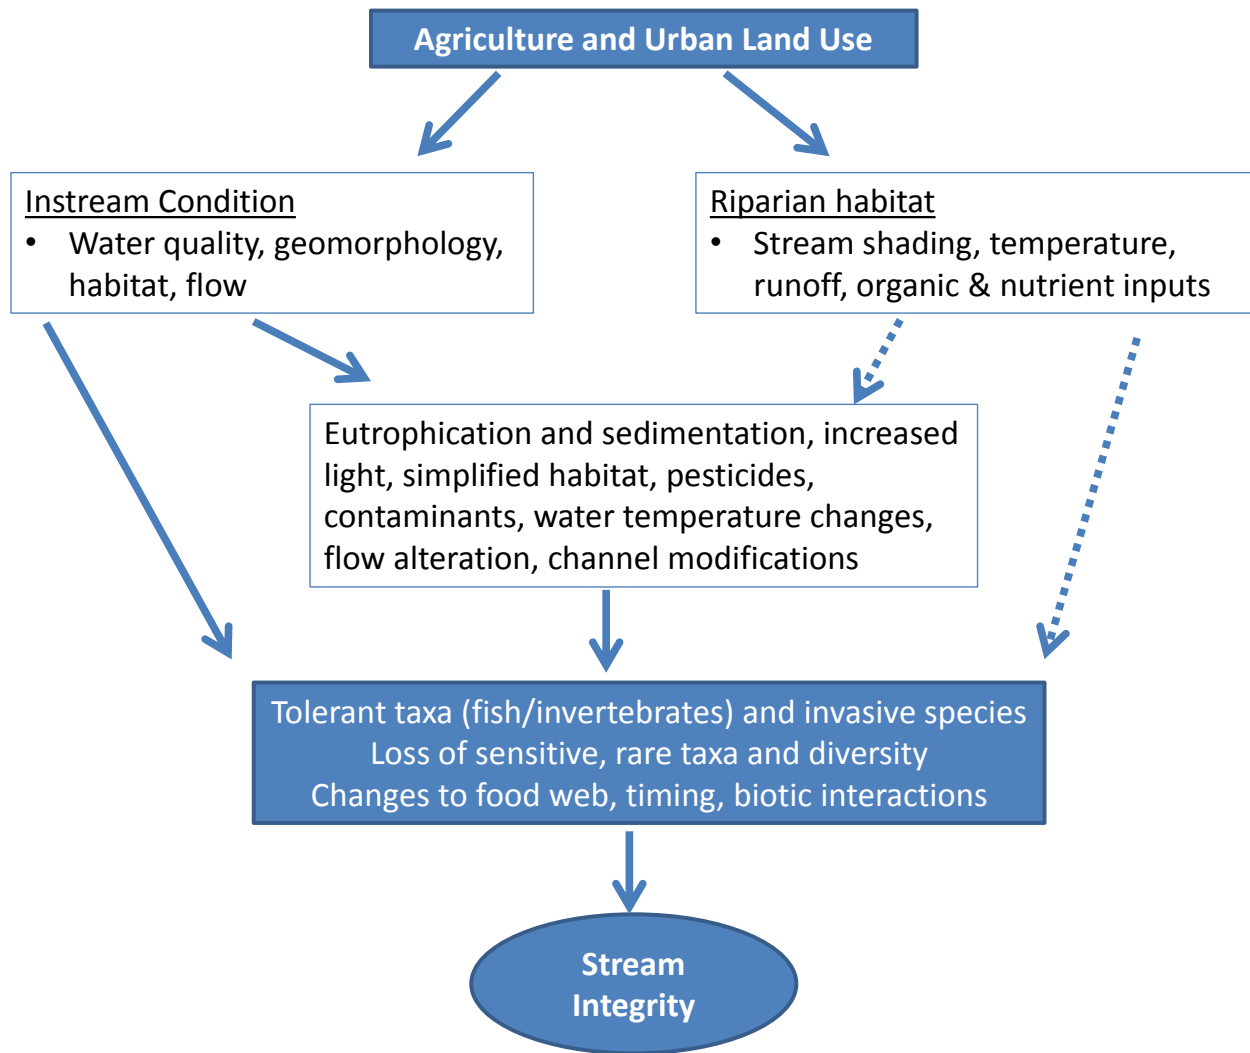 Agriculture and Urban Land Use
Instream Condition
• Water quality, geomorphology,
habitat, flow
Riparian habitat
• Stream shading, temperature,
runoff, organic & nutrient inputs
Eutrophication and sedimentation, increased
light, simplified habitat, pesticides,
contaminants, water temperature changes,
flow alteration, channel modifications
Tolerant taxa (fish/invertebrates) and invasive species
Loss of sensitive, rare taxa and diversity
Changes to food web, timing, biotic interactions
Stream
Integrity